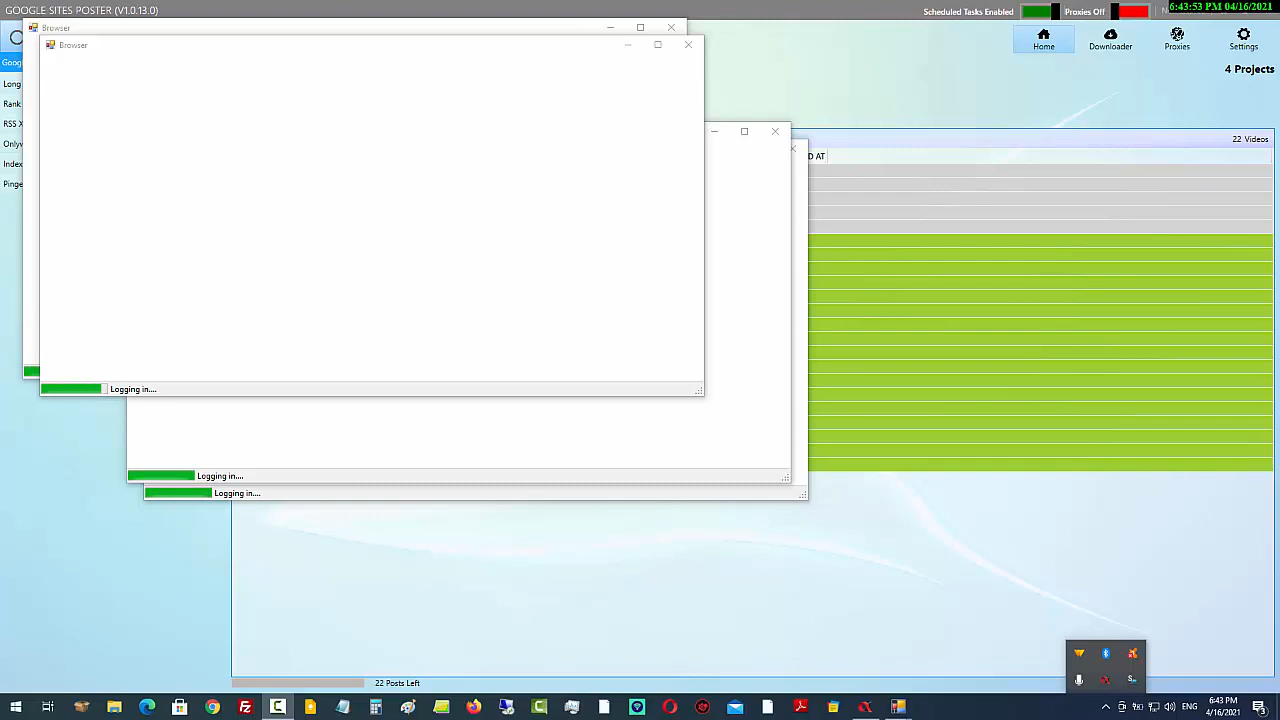 GOOGLE SITES POSTER (V1.0.13.0)
Scheduled Tasks Enabled
Proxies Off
6:43:53 PM 04/16/2021
Browser
Browser
Home
Downloader
Proxies
Settings
4 Projects
Googl
Long
Rank
RSS X
Onlyw
Index
Pinge
22 Videos
D AT
Logging in....
Logging in....
Logging in....
22 Posts Left
ENG
6:43 PM
4/16/2021